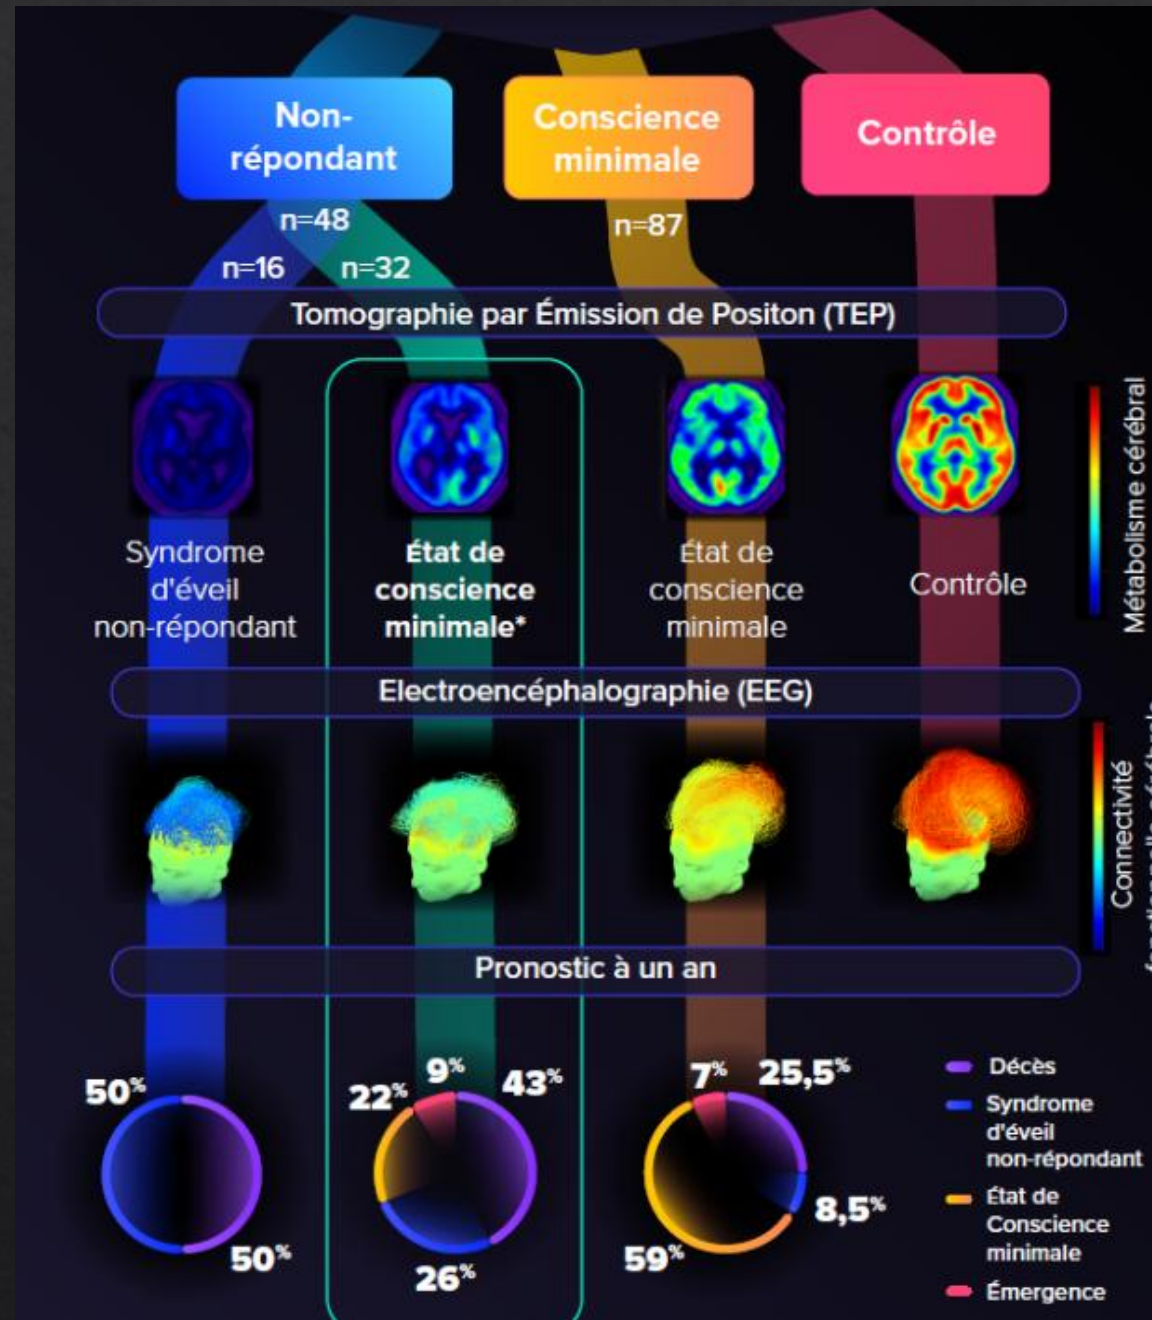 Non-
répondant
Conscience
minimale
Contrôle
n=48
n=87
n=16
n=32
Tomographie par Émission de Positon (TEP)
Métabolisme cérébral
Syndrome
d'éveil
non-répondant
État de
conscience
minimale*
État de
conscience
minimale
Contrôle
Electroencéphalographie (EEG)
Connectivité
Pronostic à un an
50%
50%
22%
9%
43%
26%
7%
25,5%
8,5%
59%
Décès
Syndrome
d'éveil
non-répondant
État de
Conscience
minimale
Émergence